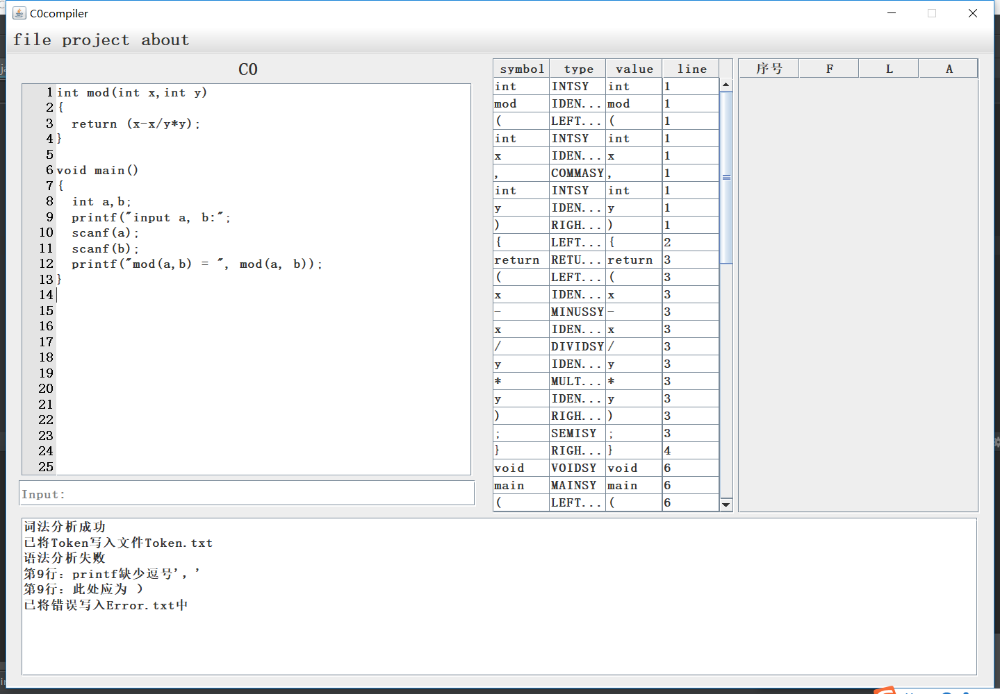 C0compiler
file project about
C0
1 int mod(int x,int y)
2 {
3   return (x-x/y*y);
4 }
5
6 void main()
7 {
8   int a,b;
9   printf("input a, b:";
10   scanf(a);
11   scanf(b);
12   printf("mod(a,b) = ", mod(a, b));
13 }
14
15
16
17
18
19
20
21
22
23
24
25
Input:
symbol type value line
int INTSY int 1
mod IDEN... mod 1
( LEFT... ( 1
int INTSY int 1
x IDEN... x 1
, COMMASY , 1
int INTSY int 1
y IDEN... y 1
) RIGH... ) 1
{ LEFT... { 2
return RETU... return 3
( LEFT... ( 3
x IDEN... x 3
- MINUSSY - 3
x IDEN... x 3
/ DIVIDSY / 3
y IDEN... y 3
* MULT... * 3
y IDEN... y 3
) RIGH... ) 3
; SEMISY ; 3
} RIGH... } 4
void VOIDSY void 6
main MAINSY main 6
( LEFT... ( 6
序号 F L A
词法分析成功
已将Token写入文件Token.txt
语法分析失败
第9行：printf缺少逗号'，'
第9行：此处应为 ）
已将错误写入Error.txt中